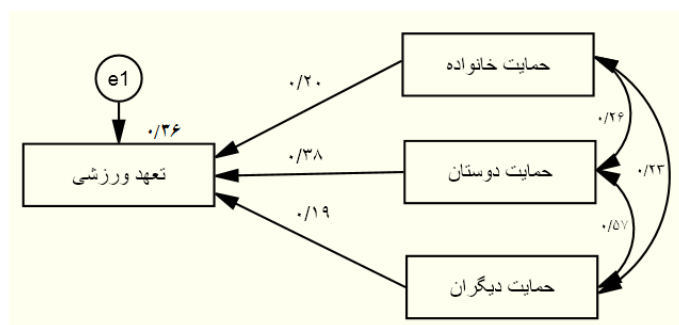 حمایت خانواده
e1
۰/۲۰
۰/۲۶
۰/۳۶
۰/۳۸
حمایت دوستان
۰/۲۳
تعهد ورزشی
۰/۱۹
۰/۵۷
حمایت دیگران